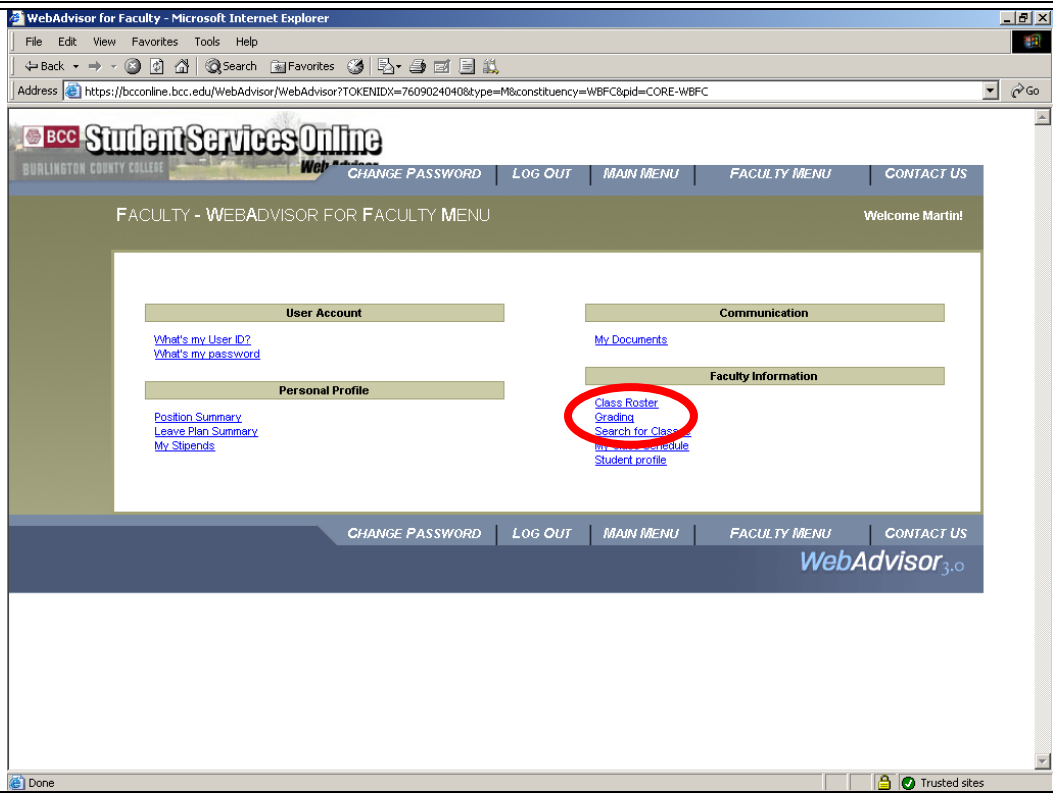 WebAdvisor for Faculty - Microsoft Internet Explorer
File Edit View Favorites Tools Help
Back Search Favorites
Address https://bcconline.bcc.edu/WebAdvisor/WebAdvisor?TOKENIDX=7609024040&type=M&constituency=WBFC&pid=CORE-WBFC Go
BCC Student Services Online
BURLINGTON COUNTY COLLEGE
CHANGE PASSWORD LOG OUT MAIN MENU FACULTY MENU CONTACT US
FACULTY - WEBADVISOR FOR FACULTY MENU Welcome Martin!
User Account
What's my User ID?
What's my password
Personal Profile
Position Summary
Leave Plan Summary
My Stipends
Communication
My Documents
Faculty Information
Class Roster
Grading
Search for Classes
My Class Schedule
Student profile
CHANGE PASSWORD LOG OUT MAIN MENU FACULTY MENU CONTACT US
WebAdvisor 3.0
Done Trusted sites